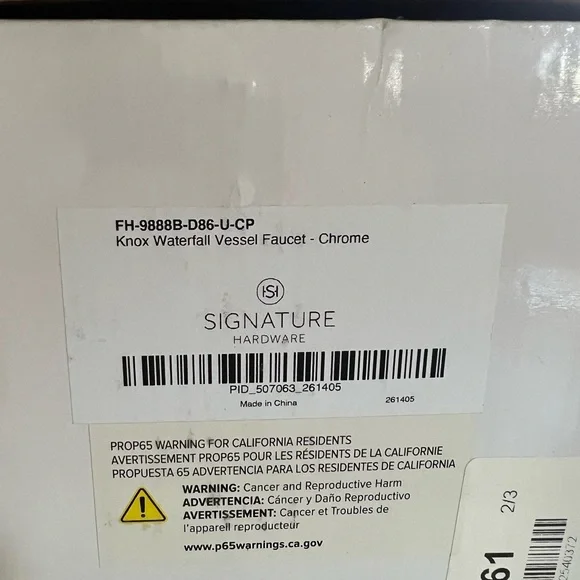 FH-9888B-D86-U-CP
Knox Waterfall Vessel Faucet - Chrome
SIGNATURE
HARDWARE
PID_507063_261405
Made in China
261405
PROP65 WARNING FOR CALIFORNIA RESIDENTS
AVERTISSEMENT PROP65 POUR LES RÉSIDENTS DE LA CALIFORNIE
PROPUESTA 65 ADVERTENCIA PARA LOS RESIDENTES DE CALIFORNIA
WARNING: Cancer and Reproductive Harm
ADVERTENCIA: Cáncer y Daño Reproductivo
AVERTISSEMENT: Cancer et Troubles de
l'appareil reproducteur
www.p65warnings.ca.gov
2/3
61
2540372